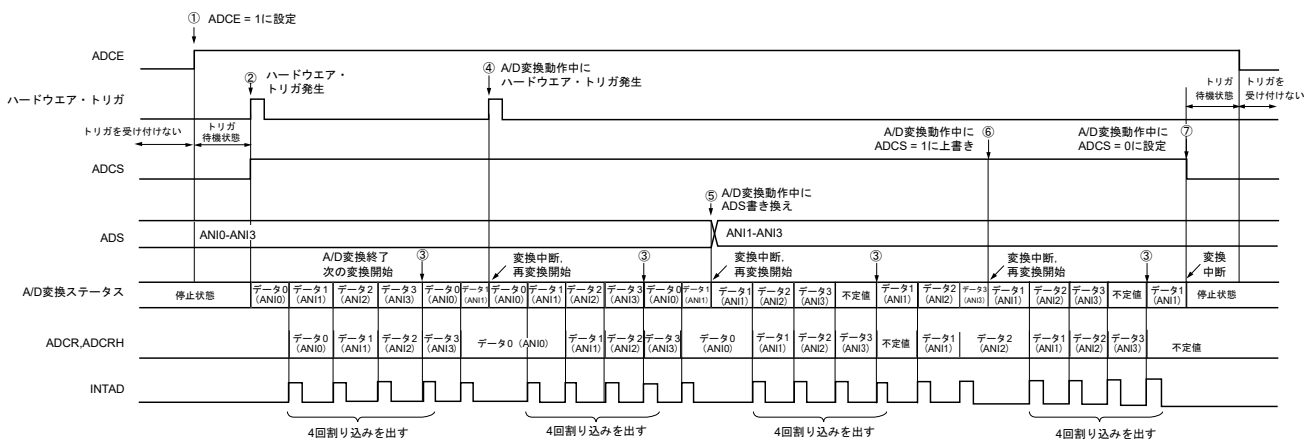 ① ADCE = 1に設定
ADCE
② ハードウエア・
トリガ発生
④ A/D変換動作中に
ハードウエア・トリガ発生
トリガ
待機状態
トリガを
受け付けない
ハードウエア・トリガ
トリガを受け付けない
トリガ
待機状態
A/D変換動作中に ⑥
ADCS = 1に上書き
A/D変換動作中に ⑦
ADCS = 0に設定
ADCS
⑤ A/D変換動作中に
ADS書き換え
ADS
ANI0-ANI3
ANI1-ANI3
A/D変換終了 ③
次の変換開始
変換中断,
再変換開始
③
変換中断,
再変換開始
③
変換中断,
再変換開始
③
変換
中断
A/D変換ステータス
停止状態
データ0 データ1 データ2 データ3 データ0 データ1 データ0 データ1 データ2 データ3 データ0 データ1 データ1 データ2 データ3 不定値 データ1 データ2 データ3 データ1 データ2 データ3 不定値 データ1 停止状態
(ANI0) (ANI1) (ANI2) (ANI3) (ANI0) (ANI1) (ANI0) (ANI1) (ANI2) (ANI3) (ANI0) (ANI1) (ANI1) (ANI2) (ANI3) (ANI1) (ANI2) (ANI3) (ANI1) (ANI2) (ANI3) (ANI1)
ADCR,ADCRH
データ0 データ1 データ2 データ3 データ0 (ANI0) データ1 データ2 データ3 データ0 データ1 データ2 データ3 不定値 データ1 データ2 データ1 データ2 データ3 不定値
(ANI0) (ANI1) (ANI2) (ANI3) (ANI1) (ANI2) (ANI3) (ANI0) (ANI1) (ANI2) (ANI3) (ANI1) (ANI2) (ANI1) (ANI2) (ANI3)
INTAD
4回割り込みを出す
4回割り込みを出す
4回割り込みを出す
4回割り込みを出す